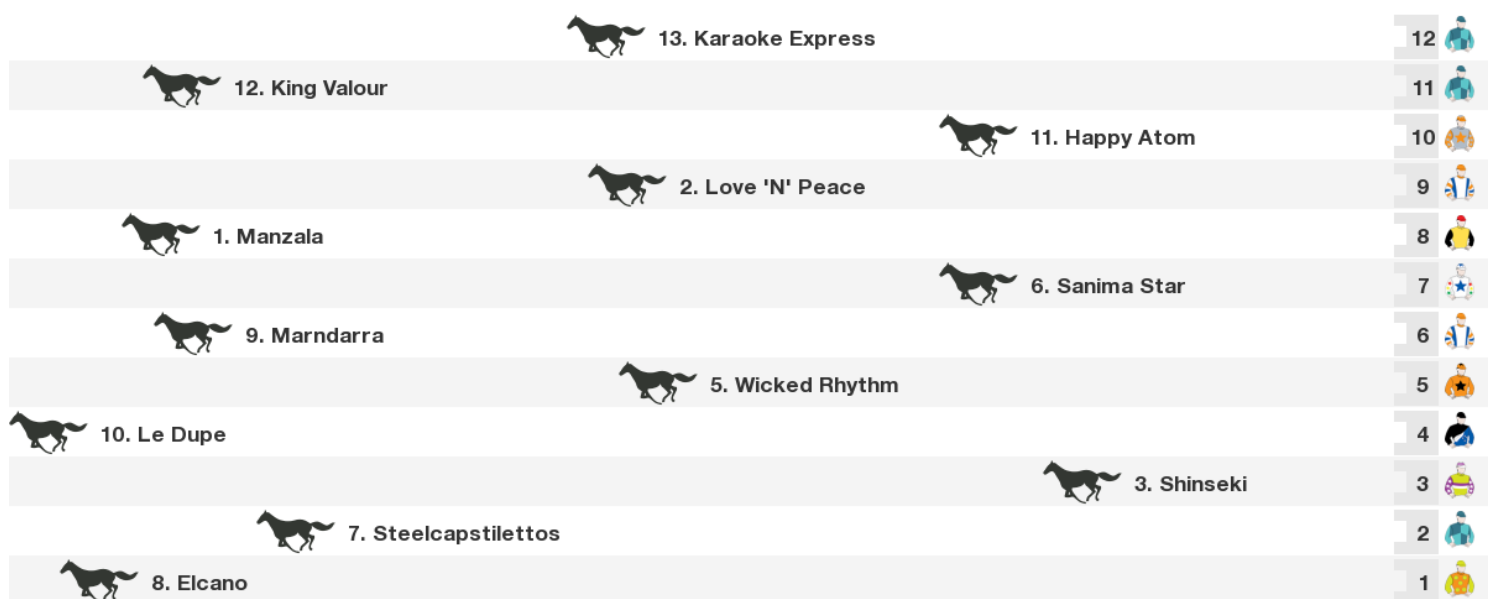 13. Karaoke Express 12
12. King Valour 11
11. Happy Atom 10
2. Love 'N' Peace 9
1. Manzala 8
6. Sanima Star 7
9. Marndarra 6
5. Wicked Rhythm 5
10. Le Dupe 4
3. Shinseki 3
7. Steelcapstilettos 2
8. Elcano 1